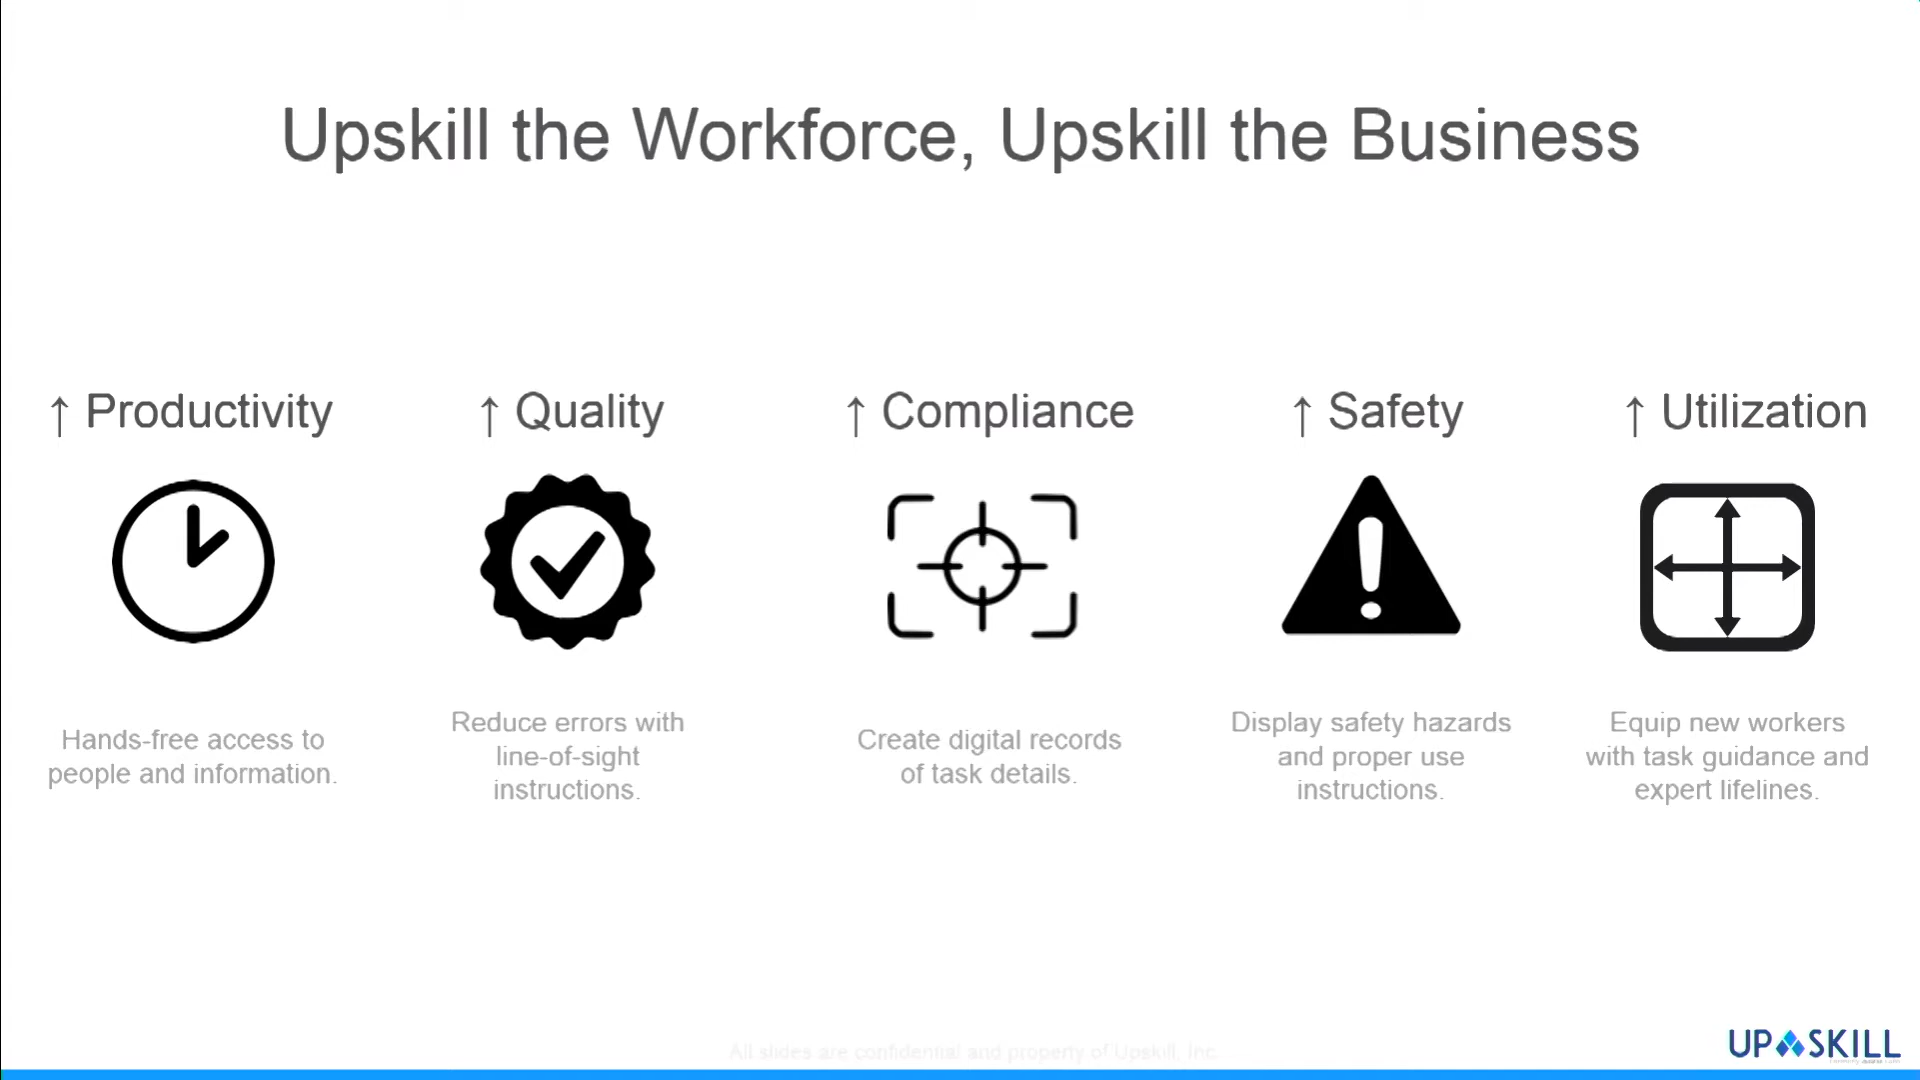 Upskill the Workforce, Upskill the Business
↑ Productivity
Hands-free access to
people and information.
↑ Quality
Reduce errors with
line-of-sight
instructions.
↑ Compliance
Create digital records
of task details.
↑ Safety
Display safety hazards
and proper use
instructions.
↑ Utilization
Equip new workers
with task guidance and
expert lifelines.
All slides are confidential and property of Upskill, Inc.
UPSKILL